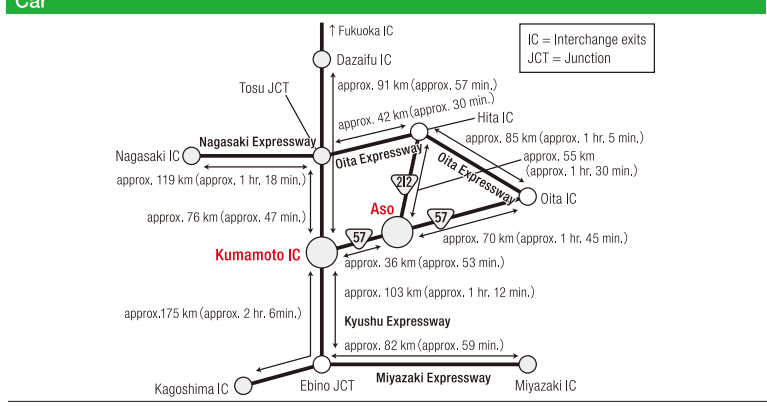 Car
↑ Fukuoka IC
IC = Interchange exits
JCT = Junction
Dazaifu IC
Tosu JCT
approx. 91 km (approx. 57 min.)
approx. 42 km (approx. 30 min.)
Hita IC
Nagasaki Expressway
approx. 85 km (approx. 1 hr. 5 min.)
Nagasaki IC
Oita Expressway
Oita Expressway
approx. 55 km
(approx. 1 hr. 30 min.)
approx. 119 km (approx. 1 hr. 18 min.)
212
Oita IC
approx. 76 km (approx. 47 min.)
Aso
57
57
approx. 70 km (approx. 1 hr. 45 min.)
Kumamoto IC
approx. 36 km (approx. 53 min.)
approx. 103 km (approx. 1 hr. 12 min.)
approx.175 km (approx. 2 hr. 6min.)
Kyushu Expressway
approx. 82 km (approx. 59 min.)
Kagoshima IC
Ebino JCT
Miyazaki Expressway
Miyazaki IC